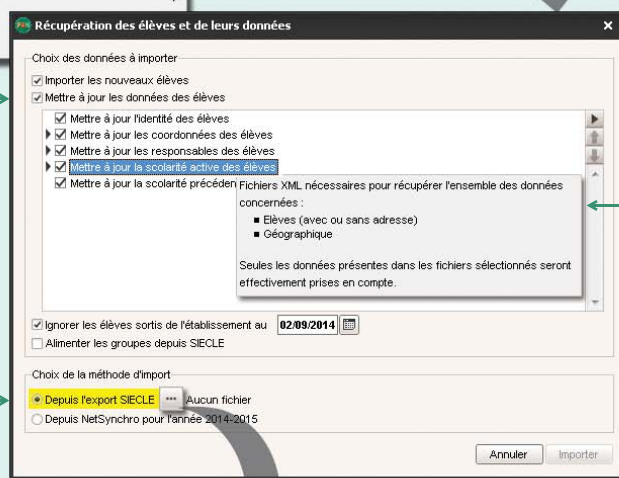 Récupération des élèves et de leurs données
Choix des données à importer
Importer les nouveaux élèves
Mettre à jour les données des élèves
Mettre à jour l'identité des élèves
Mettre à jour les coordonnées des élèves
Mettre à jour les responsables des élèves
Mettre à jour la scolarité active des élèves
Mettre à jour la scolarité précéden
Fichiers XML nécessaires pour récupérer l'ensemble des données
concernées :
■ Elèves (avec ou sans adresse)
■ Géographique
Seules les données présentes dans les fichiers sélectionnés seront
effectivement prises en compte.
Ignorer les élèves sortis de l'établissement au 02/09/2014
Alimenter les groupes depuis SIECLE
Choix de la méthode d'import
Depuis l'export SIECLE ... Aucun fichier
Depuis NetSynchro pour l'année 2014-2015
Annuler Importer